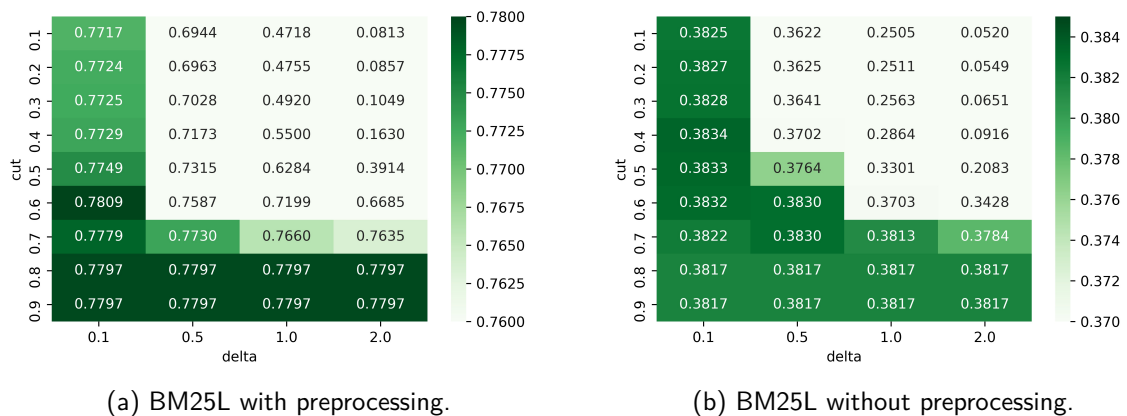 0.1 0.7717 0.6944 0.4718 0.0813
0.2 0.7724 0.6963 0.4755 0.0857
0.3 0.7725 0.7028 0.4920 0.1049
0.4 0.7729 0.7173 0.5500 0.1630
0.5 0.7749 0.7315 0.6284 0.3914
0.6 0.7809 0.7587 0.7199 0.6685
0.7 0.7779 0.7730 0.7660 0.7635
0.8 0.7797 0.7797 0.7797 0.7797
0.9 0.7797 0.7797 0.7797 0.7797
cut
0.1 0.5 1.0 2.0
delta
0.7800
0.7775
0.7750
0.7725
0.7700
0.7675
0.7650
0.7625
0.7600
(a) BM25L with preprocessing.
0.1 0.3825 0.3622 0.2505 0.0520
0.2 0.3827 0.3625 0.2511 0.0549
0.3 0.3828 0.3641 0.2563 0.0651
0.4 0.3834 0.3702 0.2864 0.0916
0.5 0.3833 0.3764 0.3301 0.2083
0.6 0.3832 0.3830 0.3703 0.3428
0.7 0.3822 0.3830 0.3813 0.3784
0.8 0.3817 0.3817 0.3817 0.3817
0.9 0.3817 0.3817 0.3817 0.3817
cut
0.1 0.5 1.0 2.0
delta
0.384
0.382
0.380
0.378
0.376
0.374
0.372
0.370
(b) BM25L without preprocessing.